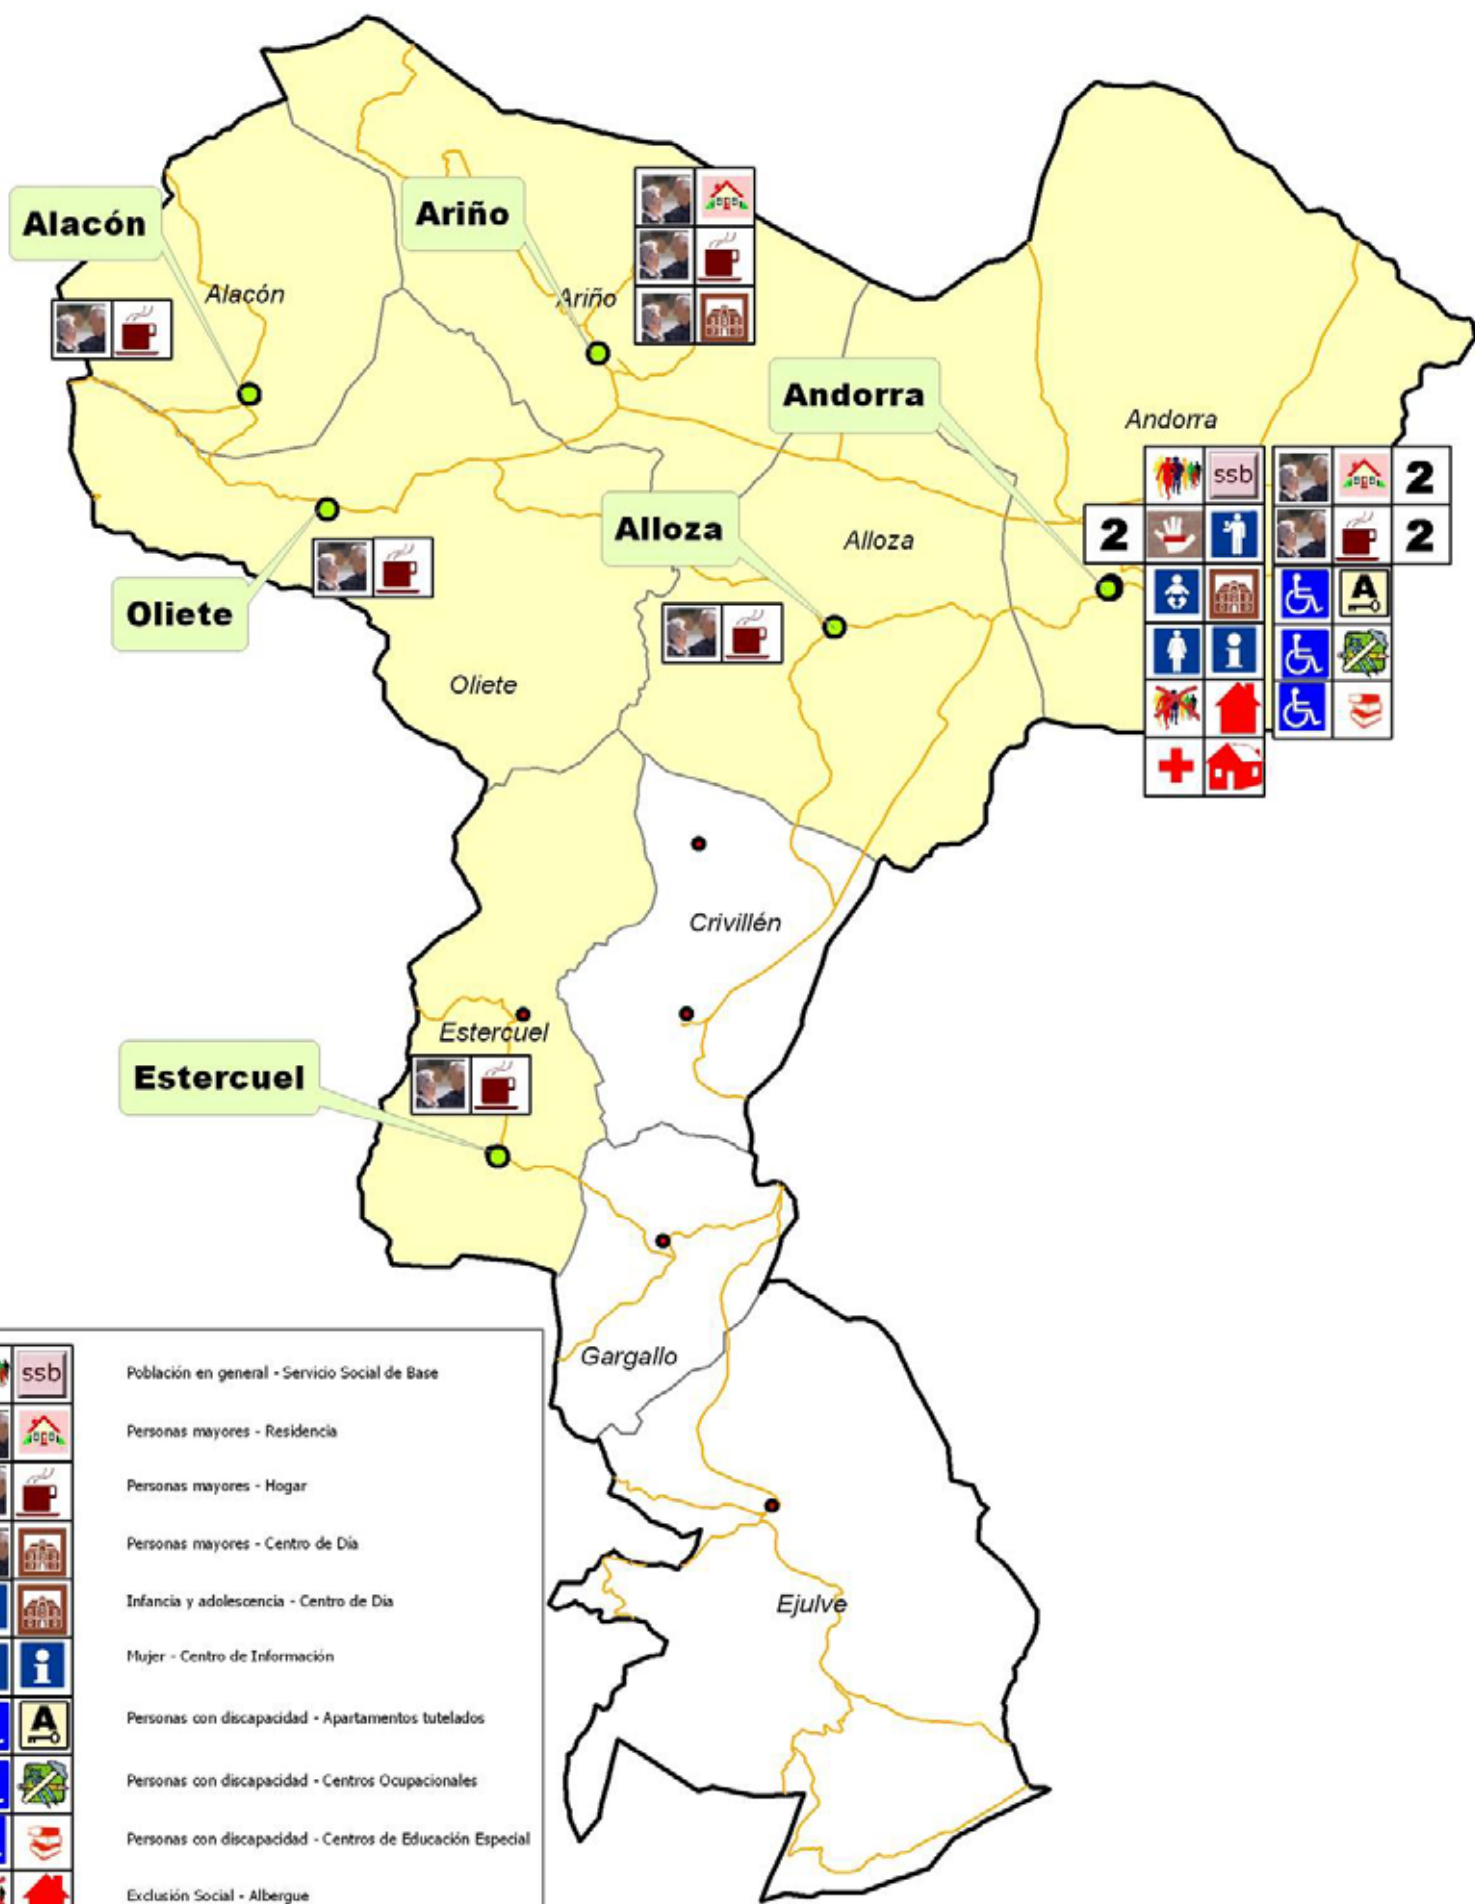 Alacón
Ariño
Alacón
Ariño
Andorra
Andorra
ssb
2
Alloza
Alloza
2
2
A
Oliete
Oliete
Crivillén
Estercuel
Estercuel
Gargallo
Ejulve
ssb
Población en general - Servicio Social de Base
Personas mayores - Residencia
Personas mayores - Hogar
Personas mayores - Centro de Día
Infancia y adolescencia - Centro de Día
i
Mujer - Centro de Información
A
Personas con discapacidad - Apartamentos tutelados
Personas con discapacidad - Centros Ocupacionales
Personas con discapacidad - Centros de Educación Especial
Exclusión Social - Albergue